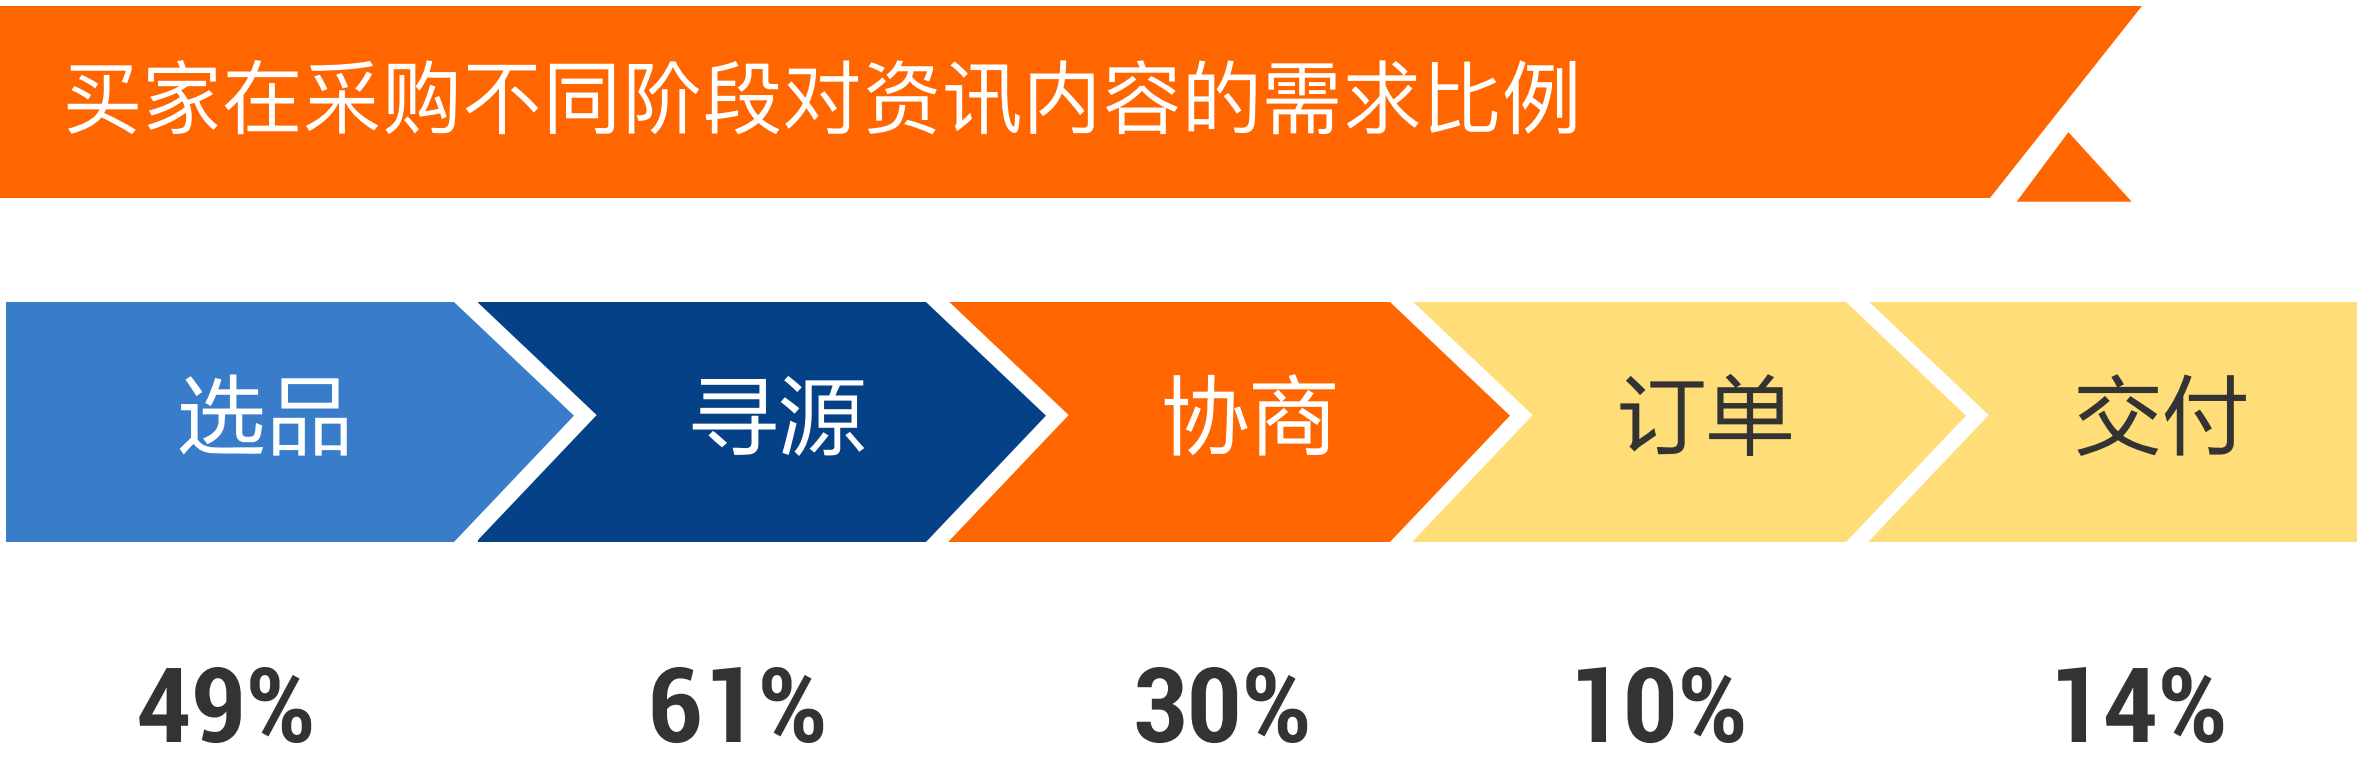 买家在采购不同阶段对资讯内容的需求比例
选品 寻源 协商 订单 交付
49% 61% 30% 10% 14%